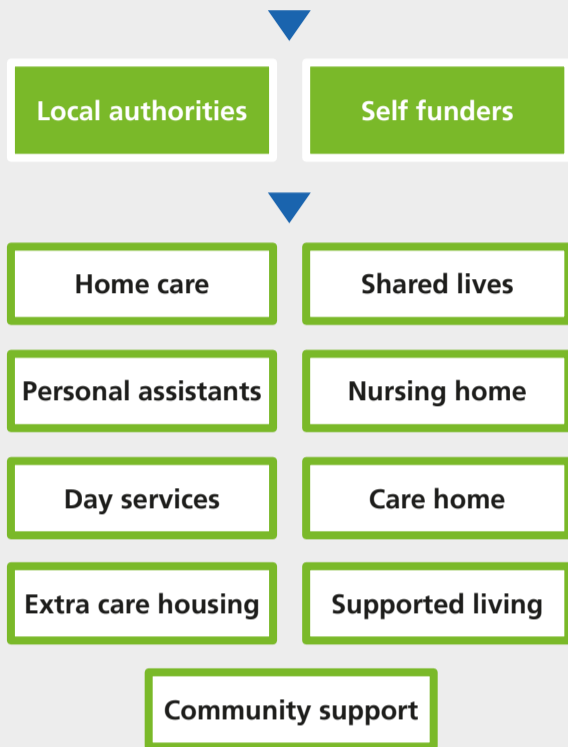 Local authorities
Self funders
Home care
Shared lives
Personal assistants
Nursing home
Day services
Care home
Extra care housing
Supported living
Community support